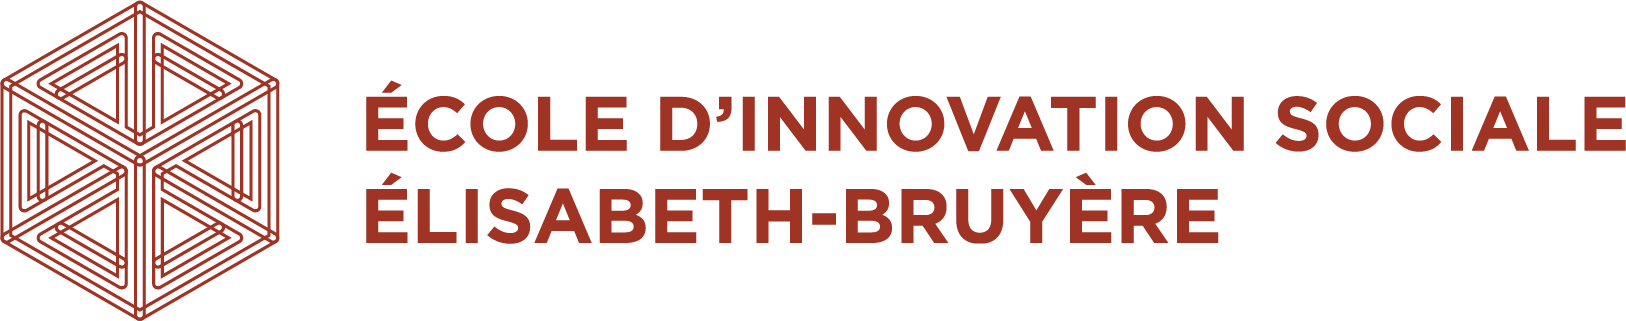 ÉCOLE D’INNOVATION SOCIALE
ÉLISABETH-BRUYÈRE